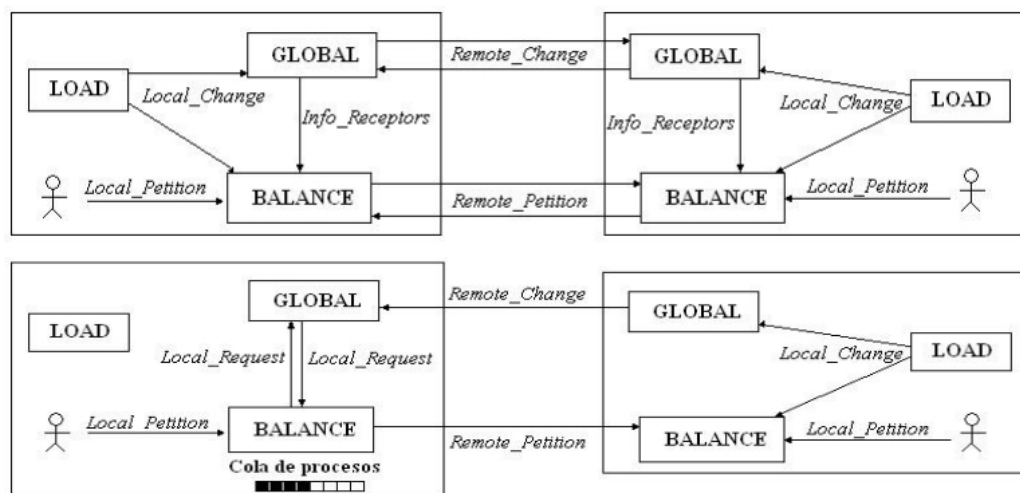 GLOBAL
Remote_Change
GLOBAL
LOAD
Local_Change
Info_Receptors
Info_Receptors
Local_Change
LOAD
Local_Petition
BALANCE
Remote_Petition
BALANCE
Local_Petition
GLOBAL
Remote_Change
GLOBAL
LOAD
Local_Request
Local_Request
Local_Change
LOAD
Local_Petition
BALANCE
Remote_Petition
BALANCE
Local_Petition
Cola de procesos